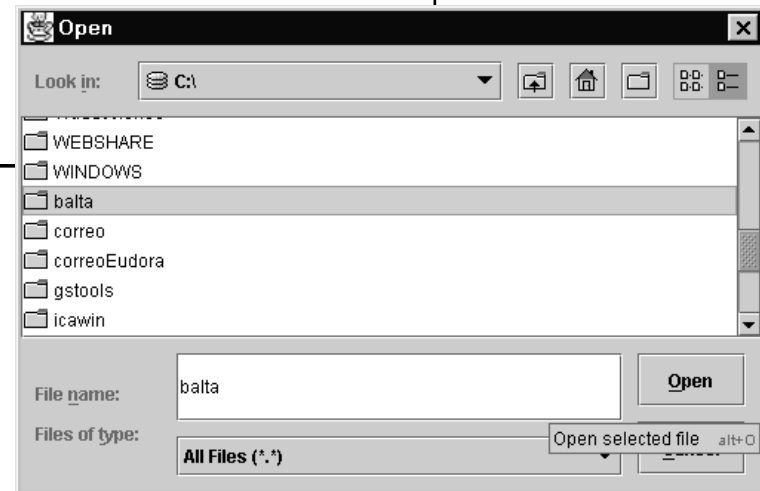 Open
Look in: C:\
WEBSHARE
WINDOWS
balta
correo
correoEudora
gstools
icawin
File name: balta Open
Files of type: All Files (*.*)
Open selected file alt+O